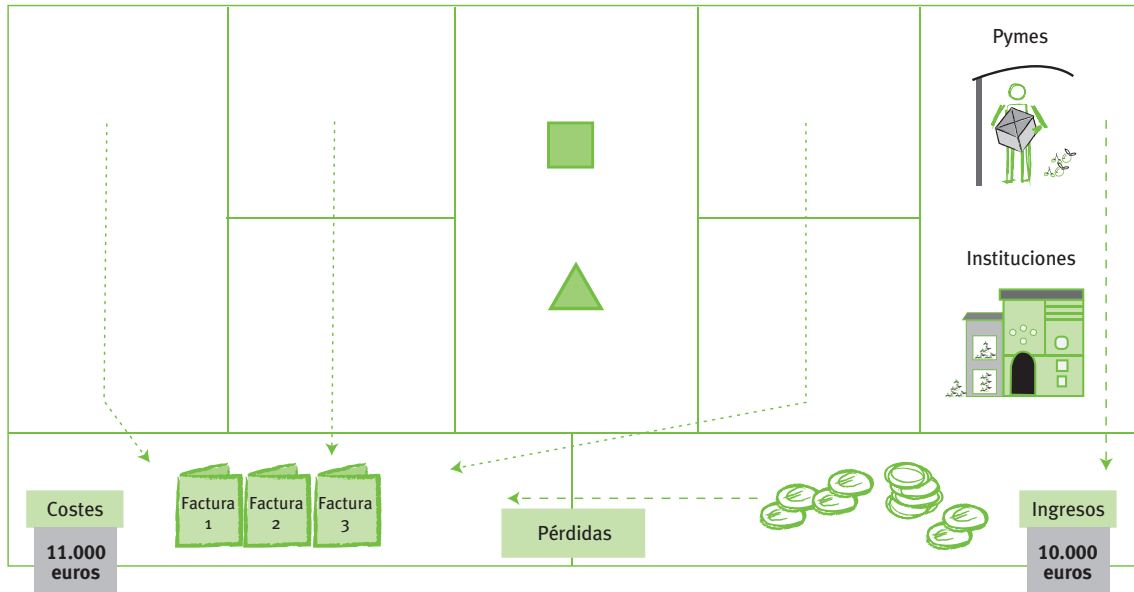 Pymes
Instituciones
Costes
11.000
euros
Factura
1
Factura
2
Factura
3
Pérdidas
Ingresos
10.000
euros